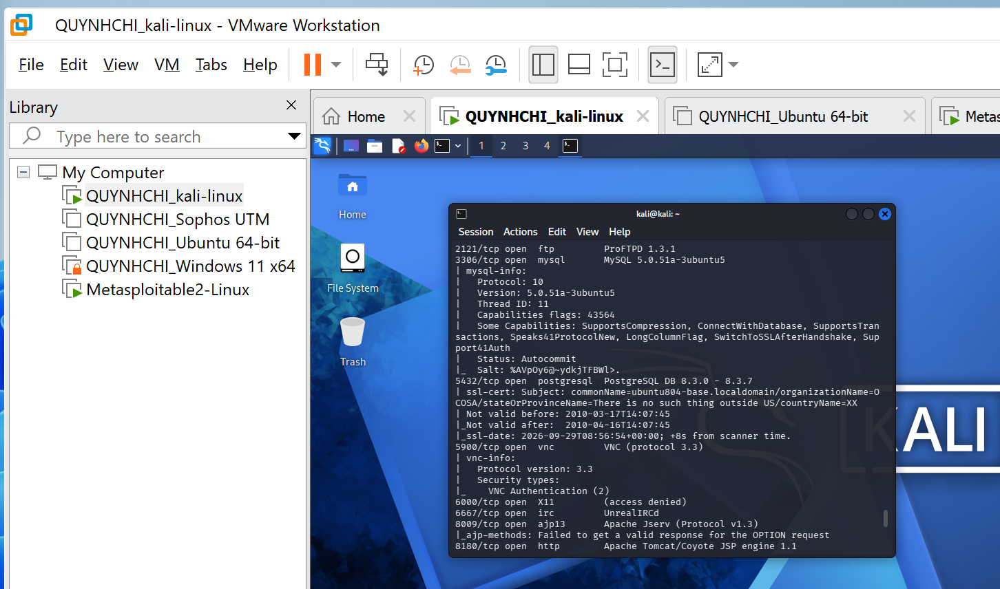 QUYNHCHI_kali-linux - VMware Workstation
File Edit View VM Tabs Help
Library
Type here to search
My Computer
QUYNHCHI_kali-linux
QUYNHCHI_Sophos UTM
QUYNHCHI_Ubuntu 64-bit
QUYNHCHI_Windows 11 x64
Metasploitable2-Linux
Home
QUYNHCHI_kali-linux
QUYNHCHI_Ubuntu 64-bit
Metas
1 2 3 4
Home
File System
Trash
kali@kali: ~
Session Actions Edit View Help
2121/tcp open  ftp         ProFTPD 1.3.1
3306/tcp open  mysql       MySQL 5.0.51a-3ubuntu5
| mysql-info:
|   Protocol: 10
|   Version: 5.0.51a-3ubuntu5
|   Thread ID: 11
|   Capabilities flags: 43564
|   Some Capabilities: SupportsCompression, ConnectWithDatabase, SupportsTran
sactions, Speaks41ProtocolNew, LongColumnFlag, SwitchToSSLAfterHandshake, Sup
port41Auth
|   Status: Autocommit
|_  Salt: %AVpOy6@~ydkjTFBWl>.
5432/tcp open  postgresql  PostgreSQL DB 8.3.0 - 8.3.7
| ssl-cert: Subject: commonName=ubuntu804-base.localdomain/organizationName=O
COSA/stateOrProvinceName=There is no such thing outside US/countryName=XX
| Not valid before: 2010-03-17T14:07:45
|_Not valid after:  2010-04-16T14:07:45
|_ssl-date: 2026-09-29T08:56:54+00:00; +8s from scanner time.
5900/tcp open  vnc         VNC (protocol 3.3)
| vnc-info:
|   Protocol version: 3.3
|   Security types:
|_    VNC Authentication (2)
6000/tcp open  X11         (access denied)
6667/tcp open  irc         UnrealIRCd
8009/tcp open  ajp13       Apache Jserv (Protocol v1.3)
|_ajp-methods: Failed to get a valid response for the OPTION request
8180/tcp open  http        Apache Tomcat/Coyote JSP engine 1.1
KALI